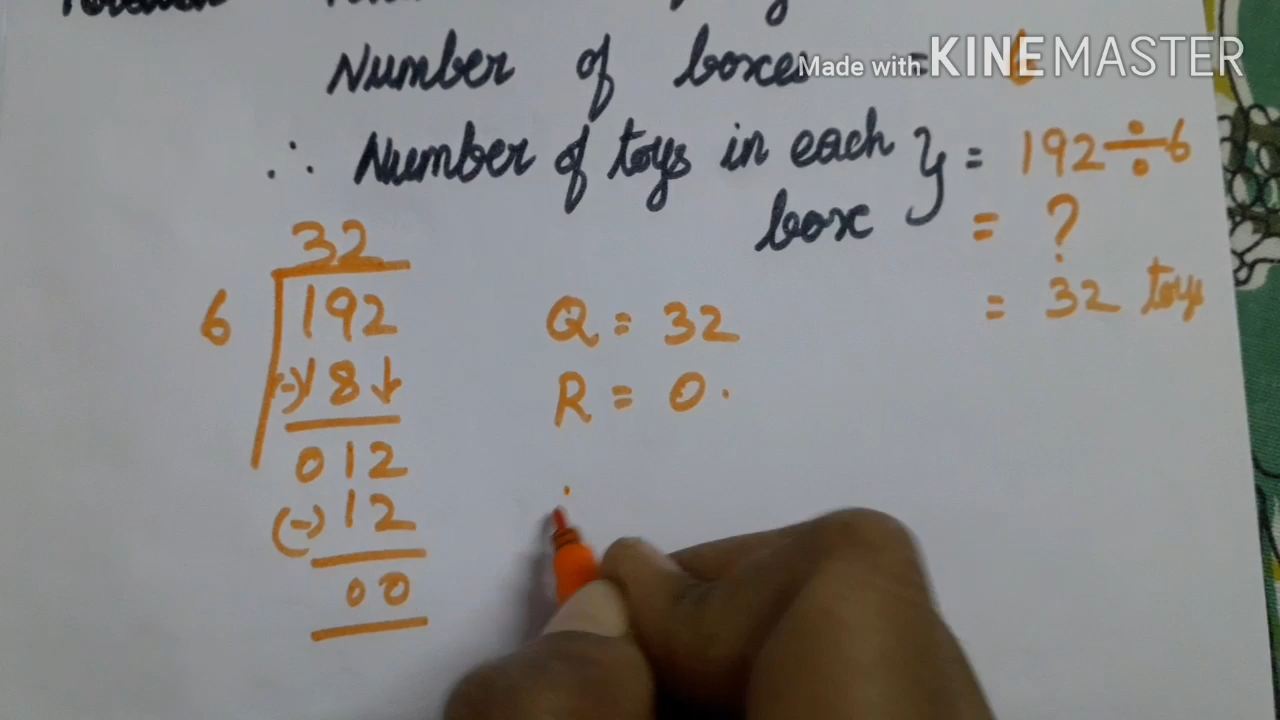 Number of boxes = 6
Made with KINEMASTER
∴ Number of toys in each } = 192 ÷ 6
box = ?
= 32 toys
32
6 192
(-) 18↓
012
(-) 12
00
Q = 32
R = 0.